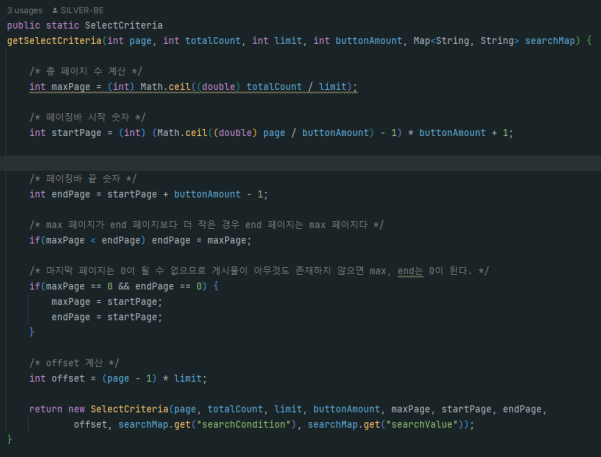 3 usages SILVER-BE
public static SelectCriteria
getSelectCriteria(int page, int totalCount, int limit, int buttonAmount, Map<String, String> searchMap) {
/* 총 페이지 수 계산 */
int maxPage = (int) Math.ceil((double) totalCount / limit);
/* 페이징바 시작 숫자 */
int startPage = (int) (Math.ceil((double) page / buttonAmount) - 1) * buttonAmount + 1;
/* 페이징바 끝 숫자 */
int endPage = startPage + buttonAmount - 1;
/* max 페이지가 end 페이지보다 더 작은 경우 end 페이지는 max 페이지다 */
if(maxPage < endPage) endPage = maxPage;
/* 마지막 페이지는 0이 될 수 없으므로 게시물이 아무것도 존재하지 않으면 max, end는 0이 된다. */
if(maxPage == 0 && endPage == 0) {
maxPage = startPage;
endPage = startPage;
}
/* offset 계산 */
int offset = (page - 1) * limit;
return new SelectCriteria(page, totalCount, limit, buttonAmount, maxPage, startPage, endPage,
offset, searchMap.get("searchCondition"), searchMap.get("searchValue"));
}